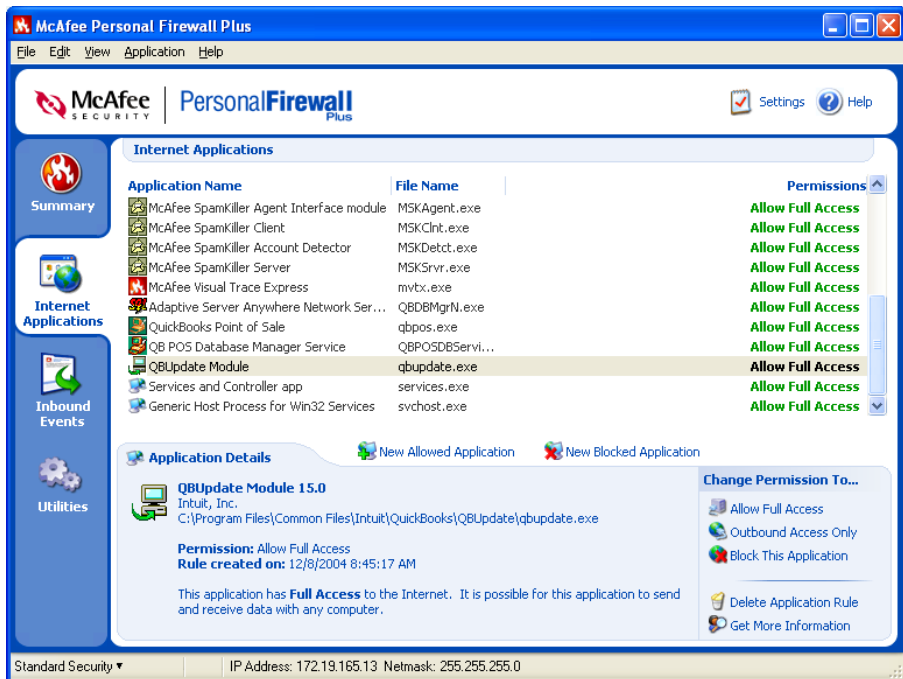 McAfee Personal Firewall Plus
File Edit View Application Help
McAfee SECURITY PersonalFirewall Plus
Settings Help
Internet Applications
Application Name File Name Permissions
McAfee SpamKiller Agent Interface module MSKAgent.exe Allow Full Access
McAfee SpamKiller Client MSKClnt.exe Allow Full Access
McAfee SpamKiller Account Detector MSKDetct.exe Allow Full Access
McAfee SpamKiller Server MSKSrvr.exe Allow Full Access
McAfee Visual Trace Express mvtx.exe Allow Full Access
Adaptive Server Anywhere Network Ser... QBDBMgrN.exe Allow Full Access
QuickBooks Point of Sale qbpos.exe Allow Full Access
QB POS Database Manager Service QBPOSDBServi... Allow Full Access
QBUpdate Module qbupdate.exe Allow Full Access
Services and Controller app services.exe Allow Full Access
Generic Host Process for Win32 Services svchost.exe Allow Full Access
Summary
Internet
Applications
Inbound
Events
Utilities
Application Details
New Allowed Application New Blocked Application
QBUpdate Module 15.0
Intuit, Inc.
C:\Program Files\Common Files\Intuit\QuickBooks\QBUpdate\qbupdate.exe
Permission: Allow Full Access
Rule created on: 12/8/2004 8:45:17 AM
This application has Full Access to the Internet. It is possible for this application to send
and receive data with any computer.
Change Permission To...
Allow Full Access
Outbound Access Only
Block This Application
Delete Application Rule
Get More Information
Standard Security ▾ IP Address: 172.19.165.13 Netmask: 255.255.255.0